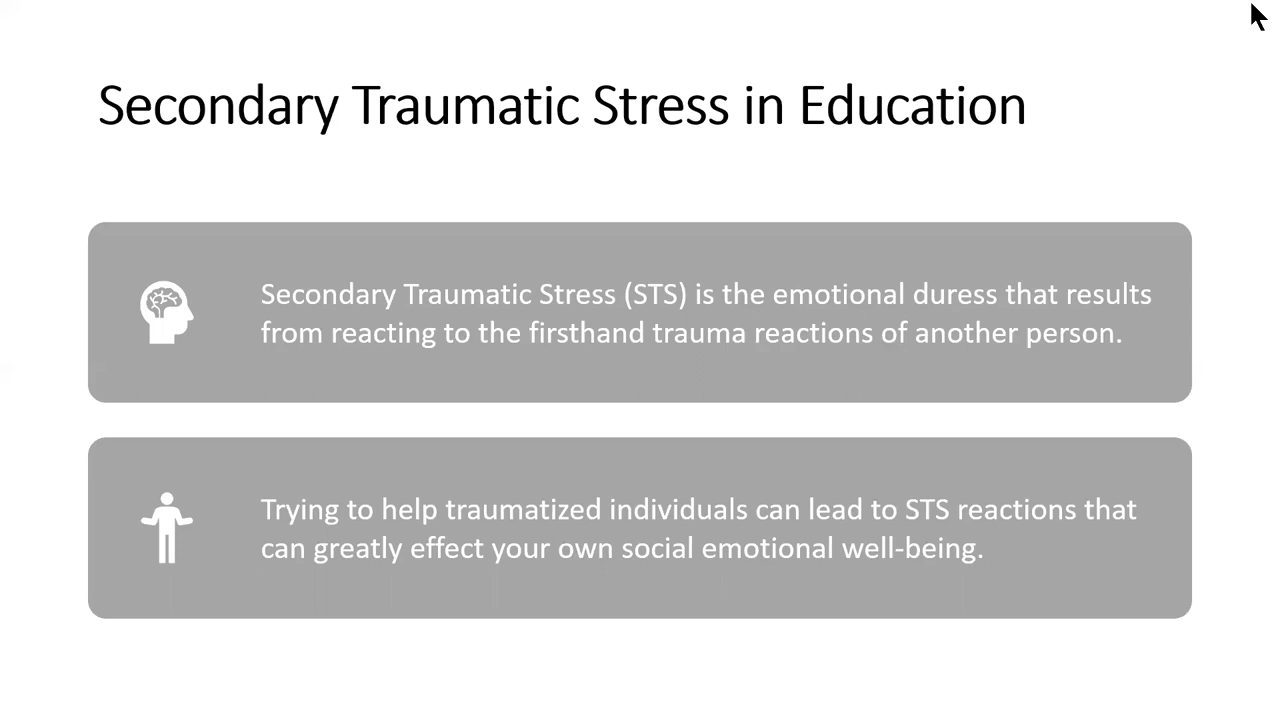 Secondary Traumatic Stress in Education
Secondary Traumatic Stress (STS) is the emotional duress that results
from reacting to the firsthand trauma reactions of another person.
Trying to help traumatized individuals can lead to STS reactions that
can greatly effect your own social emotional well-being.